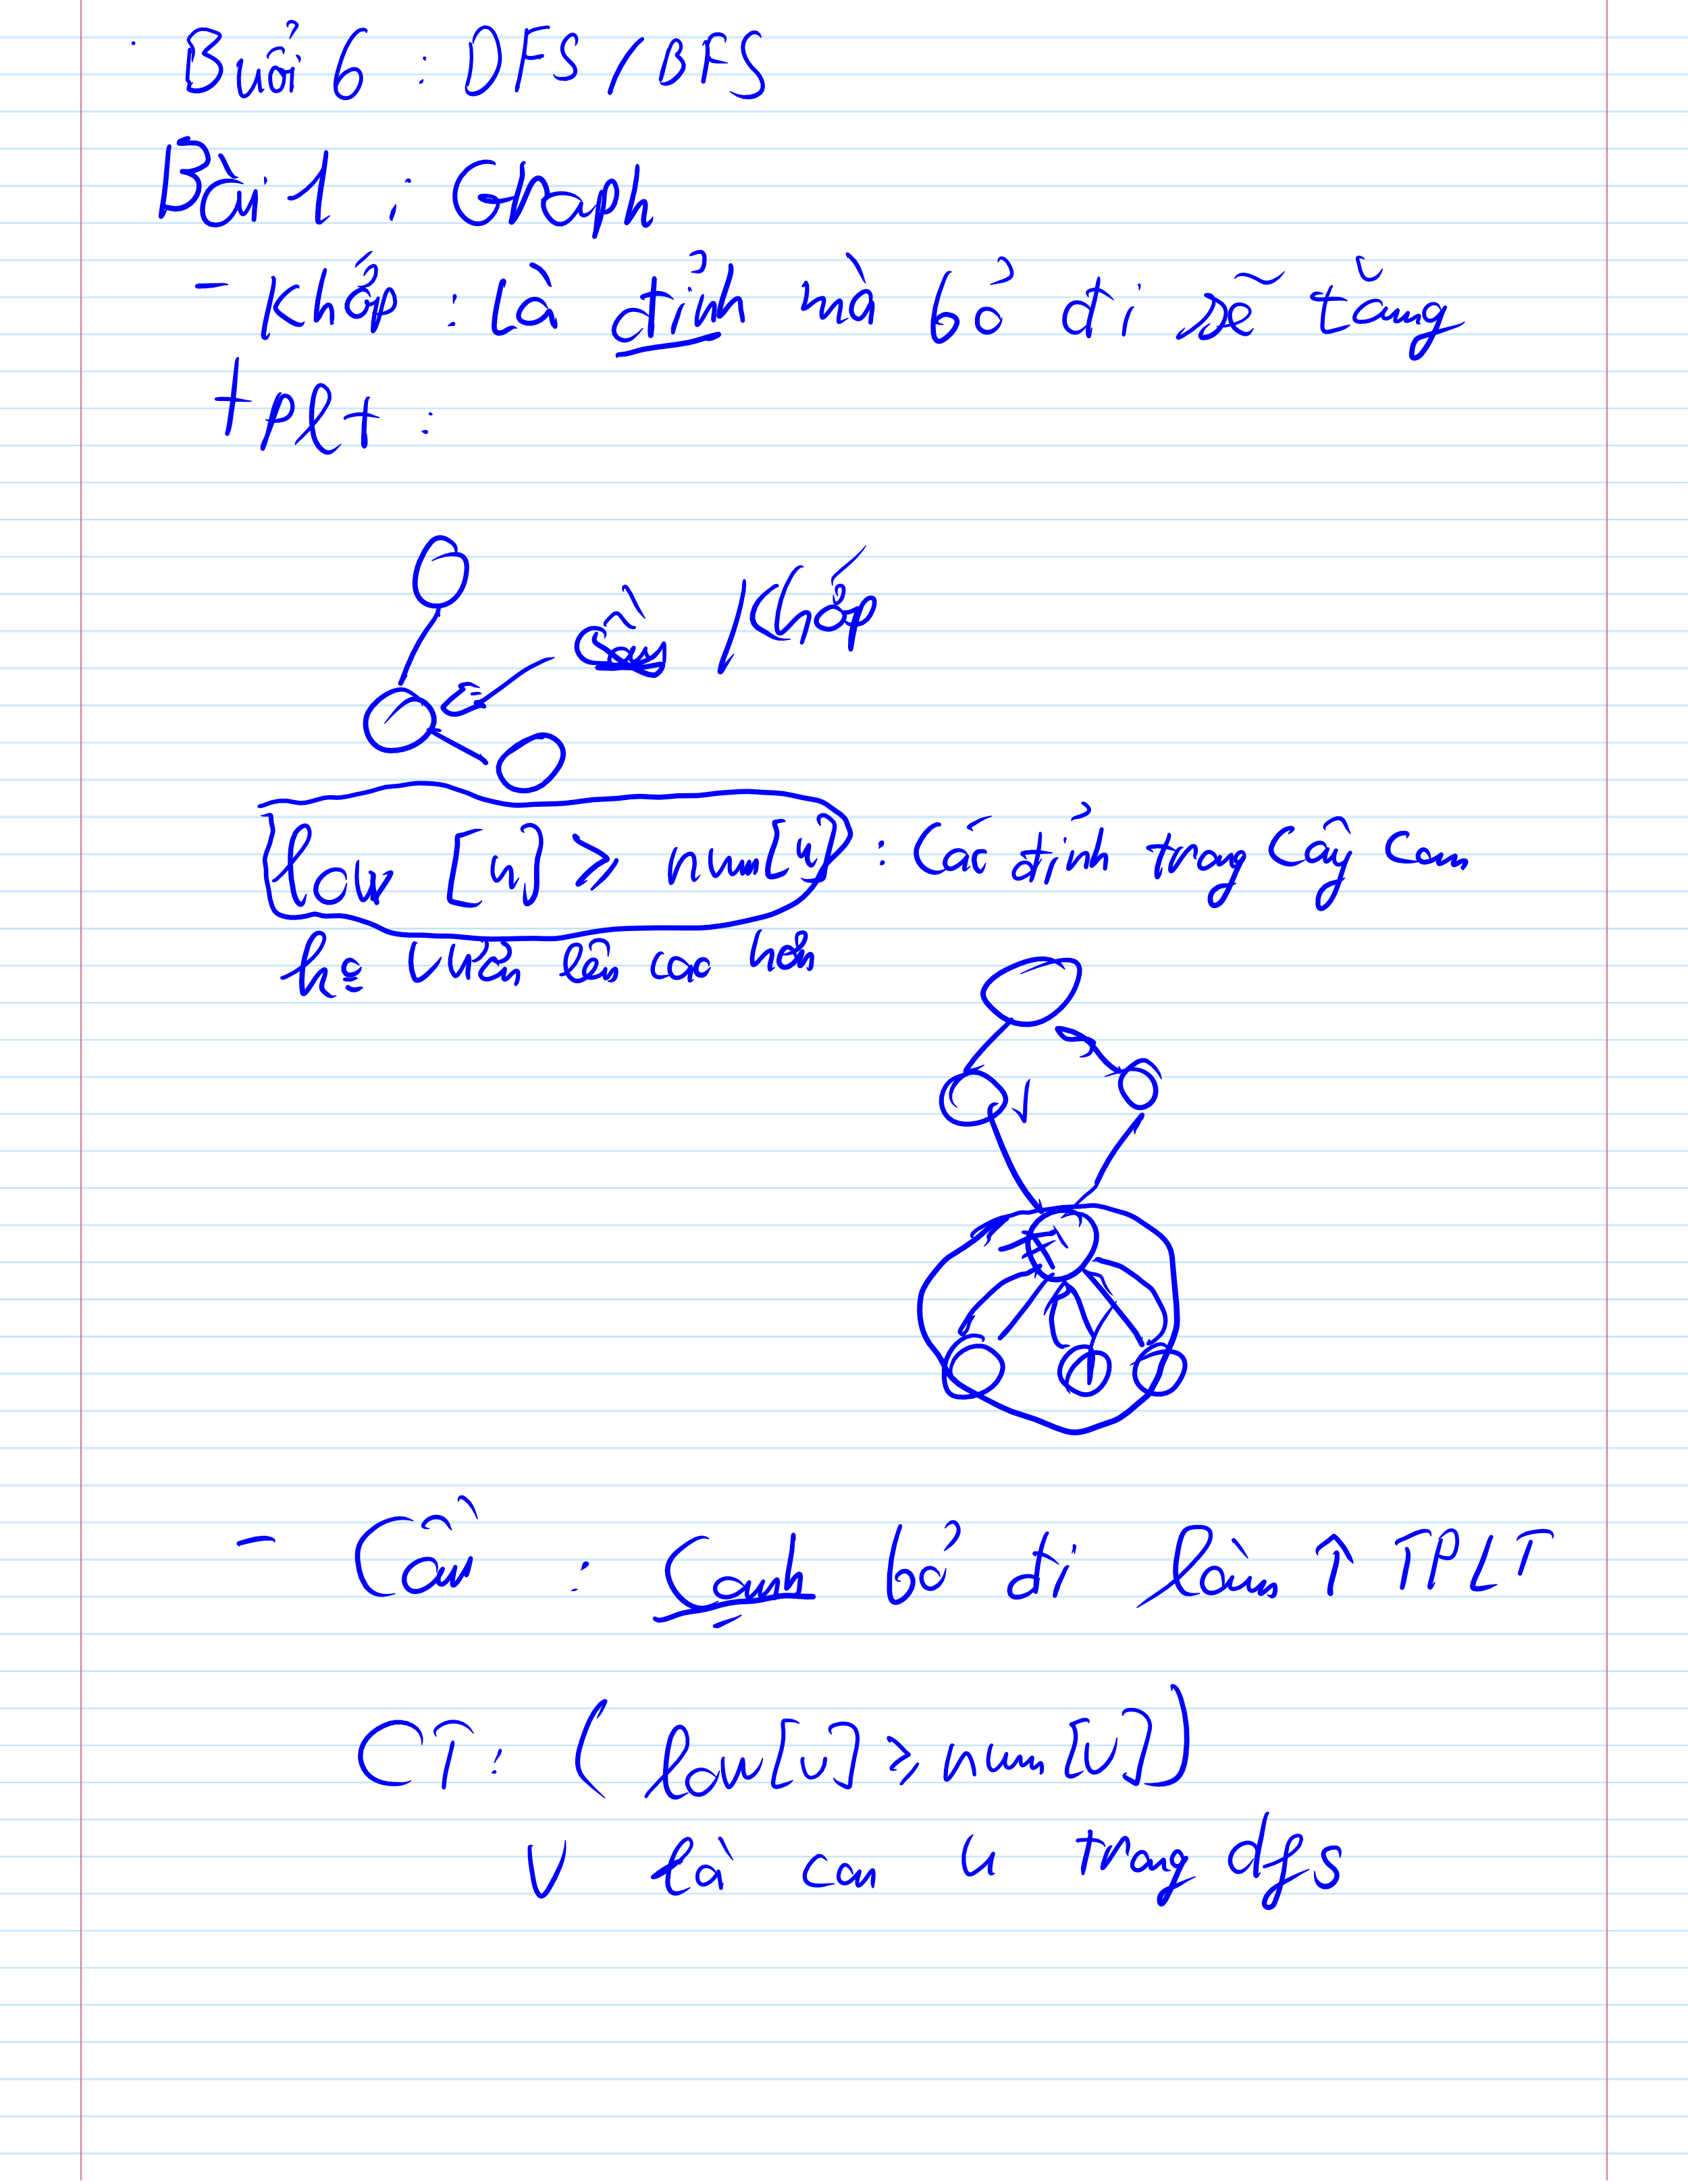 Buổi 6 : DFS / BFS
Bài 1 : Graph
- Khớp : là đỉnh mà bỏ đi sẽ tăng
tplt :
Khớp
low [u] ≥ num[u] : Các đỉnh trong cây con
ko vươn lên cao hơn
- Cầu : Cạnh bỏ đi làm ↑ TPLT
CT: ( low[v] ≥ num[v] )
v là con u trong dfs